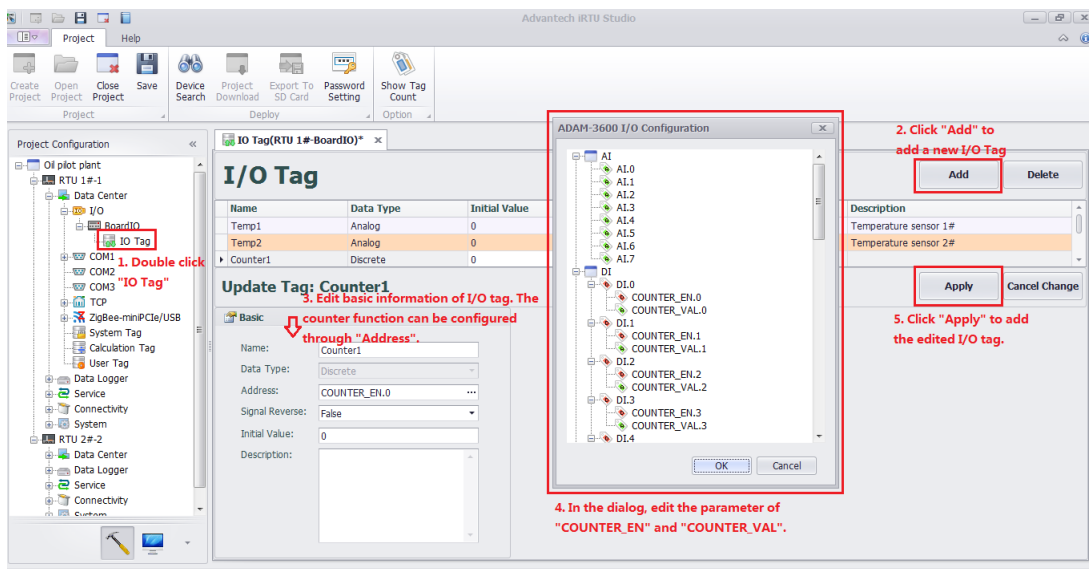 Advantech iRTU Studio
Project
Help
Create Project
Open Project
Close Project
Save
Device Search
Project Download
Export To SD Card
Password Setting
Show Tag Count
Project
Deploy
Option
Project Configuration
Oil pilot plant
RTU 1#-1
Data Center
I/O
BoardIO
IO Tag
COM1
COM2
COM3
TCP
ZigBee-miniPCIe/USB
System Tag
Calculation Tag
User Tag
Data Logger
Service
Connectivity
System
RTU 2#-2
Data Center
Data Logger
Service
Connectivity
System
1. Double click
"IO Tag"
IO Tag(RTU 1#-BoardIO)*
I/O Tag
Name Data Type Initial Value Description
Temp1 Analog 0 Temperature sensor 1#
Temp2 Analog 0 Temperature sensor 2#
Counter1 Discrete 0
2. Click "Add" to
add a new I/O Tag
Add
Delete
Update Tag: Counter1
3. Edit basic information of I/O tag. The
counter function can be configured
through "Address".
Basic
Name: Counter1
Data Type: Discrete
Address: COUNTER_EN.0 ...
Signal Reverse: False
Initial Value: 0
Description:
ADAM-3600 I/O Configuration
AI
AI.0
AI.1
AI.2
AI.3
AI.4
AI.5
AI.6
AI.7
DI
DI.0
COUNTER_EN.0
COUNTER_VAL.0
DI.1
COUNTER_EN.1
COUNTER_VAL.1
DI.2
COUNTER_EN.2
COUNTER_VAL.2
DI.3
COUNTER_EN.3
COUNTER_VAL.3
DI.4
OK
Cancel
4. In the dialog, edit the parameter of
"COUNTER_EN" and "COUNTER_VAL".
Apply
Cancel Change
5. Click "Apply" to add
the edited I/O tag.